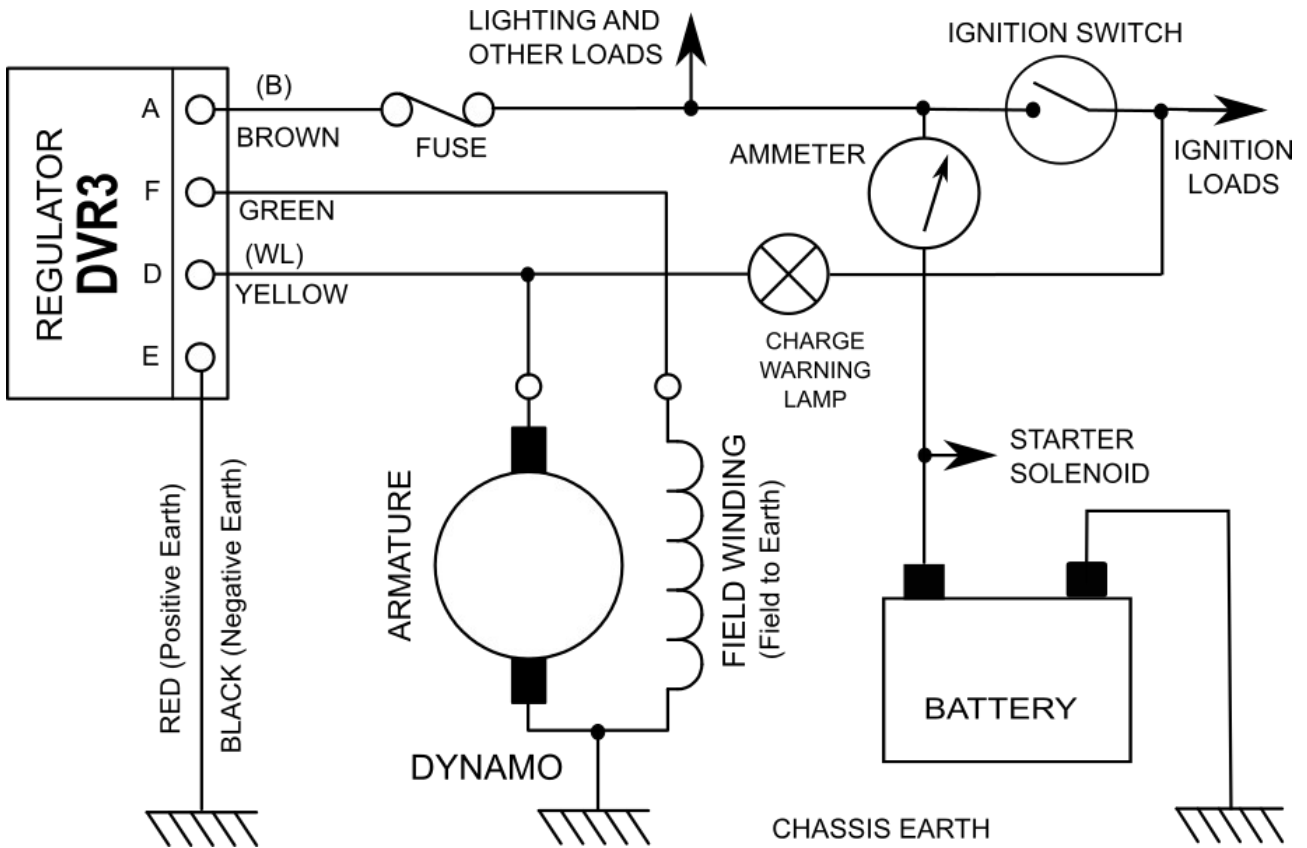 LIGHTING AND
OTHER LOADS
IGNITION SWITCH
REGULATOR
DVR3
A
(B)
BROWN
FUSE
AMMETER
IGNITION
LOADS
F
GREEN
D
(WL)
YELLOW
E
CHARGE
WARNING
LAMP
STARTER
SOLENOID
RED (Positive Earth)
BLACK (Negative Earth)
ARMATURE
FIELD WINDING
(Field to Earth)
BATTERY
DYNAMO
CHASSIS EARTH